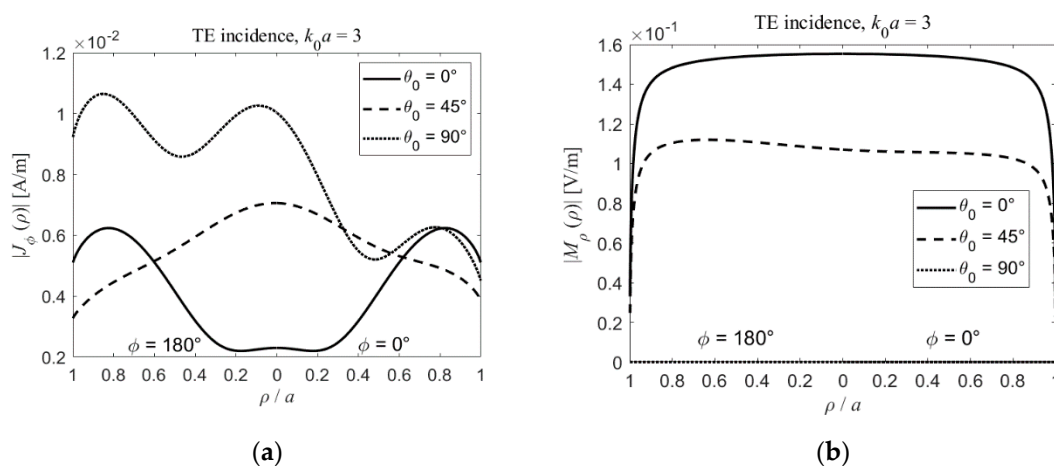 TE incidence, k₀a = 3
×10⁻²
1.2
1
0.8
0.6
0.4
0.2
|J_ϕ (ρ)| [A/m]
θ₀ = 0°
θ₀ = 45°
θ₀ = 90°
ϕ = 180°
ϕ = 0°
1 0.8 0.6 0.4 0.2 0 0.2 0.4 0.6 0.8 1
ρ / a
(a)
TE incidence, k₀a = 3
×10⁻¹
1.6
1.4
1.2
1
0.8
0.6
0.4
0.2
0
|M_ρ (ρ)| [V/m]
θ₀ = 0°
θ₀ = 45°
θ₀ = 90°
ϕ = 180°
ϕ = 0°
1 0.8 0.6 0.4 0.2 0 0.2 0.4 0.6 0.8 1
ρ / a
(b)